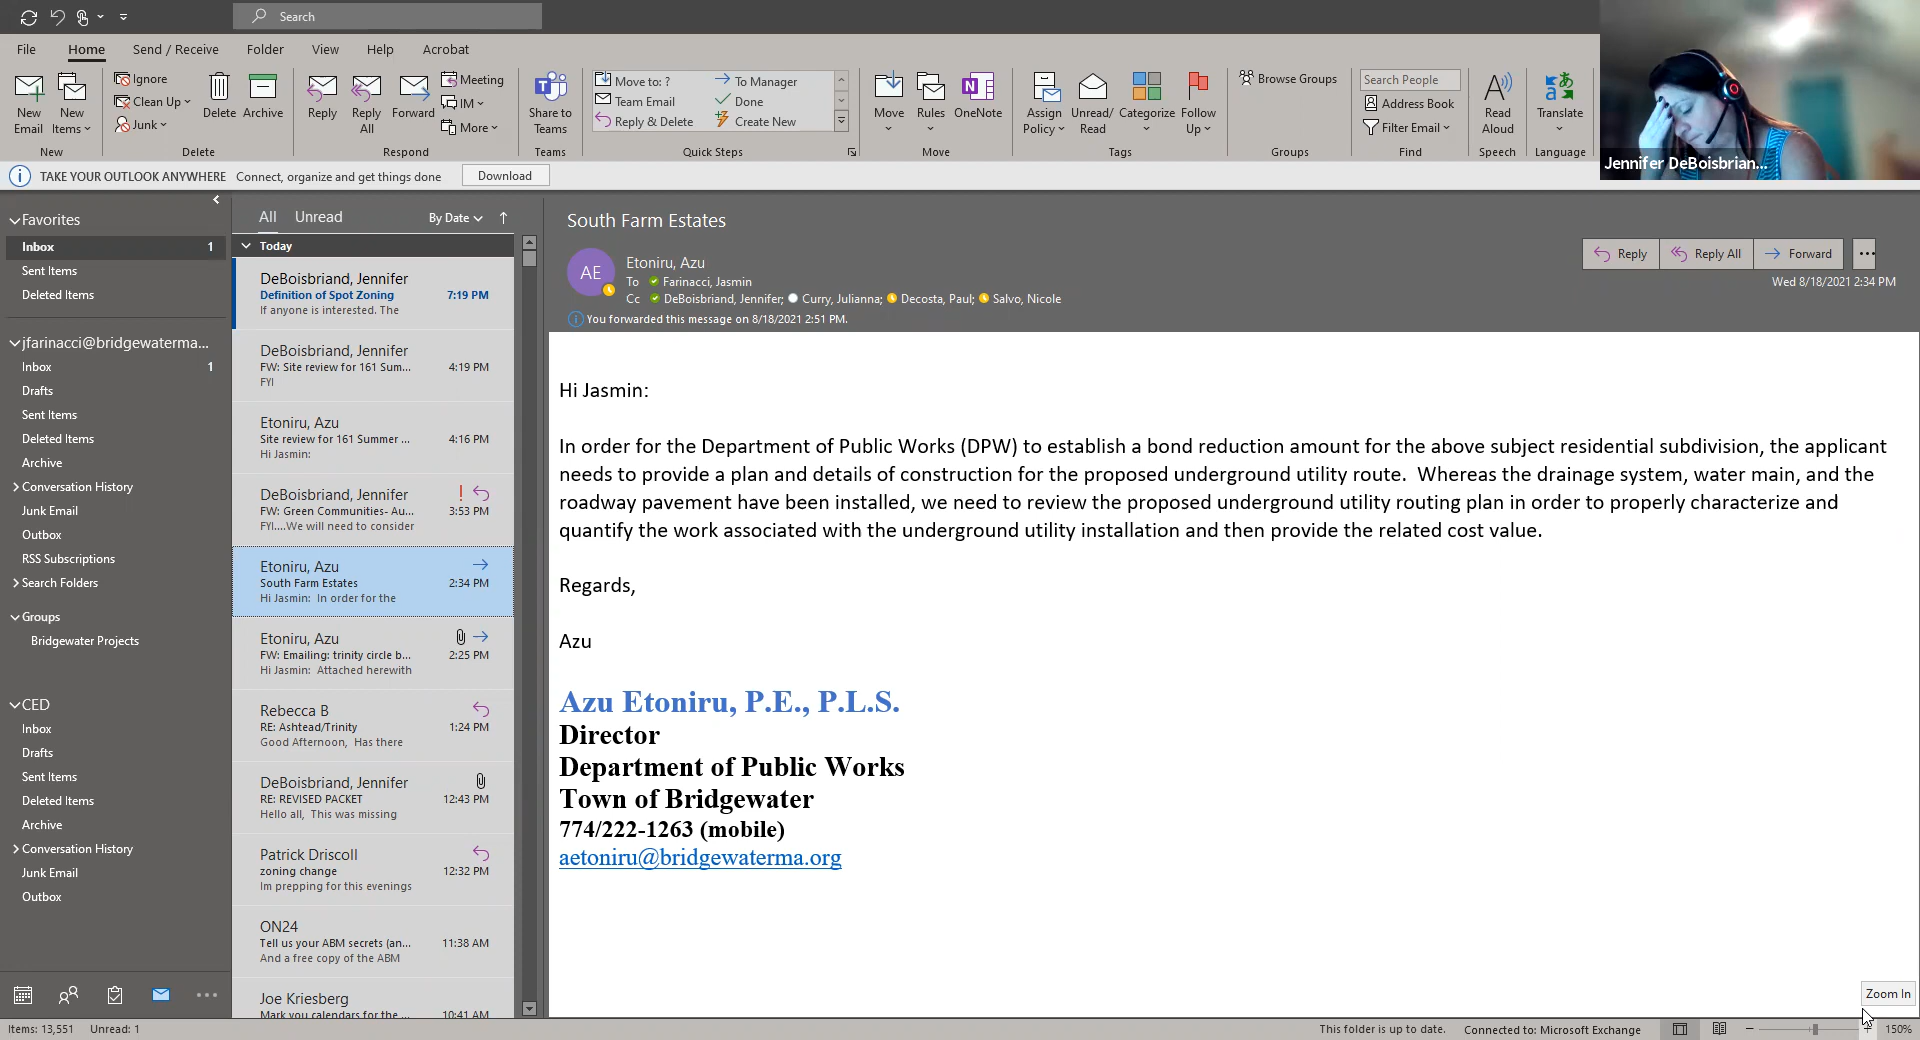 Search
File Home Send / Receive Folder View Help Acrobat
New Email
New Items
New
Ignore
Clean Up
Junk
Delete
Archive
Delete
Reply
Reply All
Forward
Meeting
IM
More
Respond
Share to Teams
Teams
Move to: ?
Team Email
Reply & Delete
To Manager
Done
Create New
Quick Steps
Move
Rules
OneNote
Move
Assign Policy
Unread/ Read
Categorize
Follow Up
Tags
Browse Groups
Groups
Search People
Address Book
Filter Email
Find
Read Aloud
Speech
Translate
Language
Jennifer DeBoisbrian...
TAKE YOUR OUTLOOK ANYWHERE Connect, organize and get things done Download
Favorites
Inbox 1
Sent Items
Deleted Items
jfarinacci@bridgewaterma...
Inbox 1
Drafts
Sent Items
Deleted Items
Archive
Conversation History
Junk Email
Outbox
RSS Subscriptions
Search Folders
Groups
Bridgewater Projects
CED
Inbox
Drafts
Sent Items
Deleted Items
Archive
Conversation History
Junk Email
Outbox
All Unread By Date
Today
DeBoisbriand, Jennifer
Definition of Spot Zoning 7:19 PM
If anyone is interested. The
DeBoisbriand, Jennifer
FW: Site review for 161 Sum... 4:19 PM
FYI
Etoniru, Azu
Site review for 161 Summer ... 4:16 PM
Hi Jasmin:
DeBoisbriand, Jennifer
FW: Green Communities- Au... 3:53 PM
FYI....We will need to consider
Etoniru, Azu
South Farm Estates 2:34 PM
Hi Jasmin: In order for the
Etoniru, Azu
FW: Emailing: trinity circle b... 2:25 PM
Hi Jasmin: Attached herewith
Rebecca B
RE: Ashtead/Trinity 1:24 PM
Good Afternoon, Has there
DeBoisbriand, Jennifer
RE: REVISED PACKET 12:43 PM
Hello all, This was missing
Patrick Driscoll
zoning change 12:32 PM
Im prepping for this evenings
ON24
Tell us your ABM secrets (an... 11:38 AM
And a free copy of the ABM
Joe Kriesberg
Mark you calendars for the ... 10:41 AM
South Farm Estates
AE
Etoniru, Azu
To Farinacci, Jasmin
Cc DeBoisbriand, Jennifer; Curry, Julianna; Decosta, Paul; Salvo, Nicole
You forwarded this message on 8/18/2021 2:51 PM.
Reply Reply All Forward
Wed 8/18/2021 2:34 PM
Hi Jasmin:
In order for the Department of Public Works (DPW) to establish a bond reduction amount for the above subject residential subdivision, the applicant
needs to provide a plan and details of construction for the proposed underground utility route. Whereas the drainage system, water main, and the
roadway pavement have been installed, we need to review the proposed underground utility routing plan in order to properly characterize and
quantify the work associated with the underground utility installation and then provide the related cost value.
Regards,
Azu
Azu Etoniru, P.E., P.L.S.
Director
Department of Public Works
Town of Bridgewater
774/222-1263 (mobile)
aetoniru@bridgewaterma.org
Zoom In
Items: 13,551 Unread: 1
This folder is up to date. Connected to: Microsoft Exchange 150%